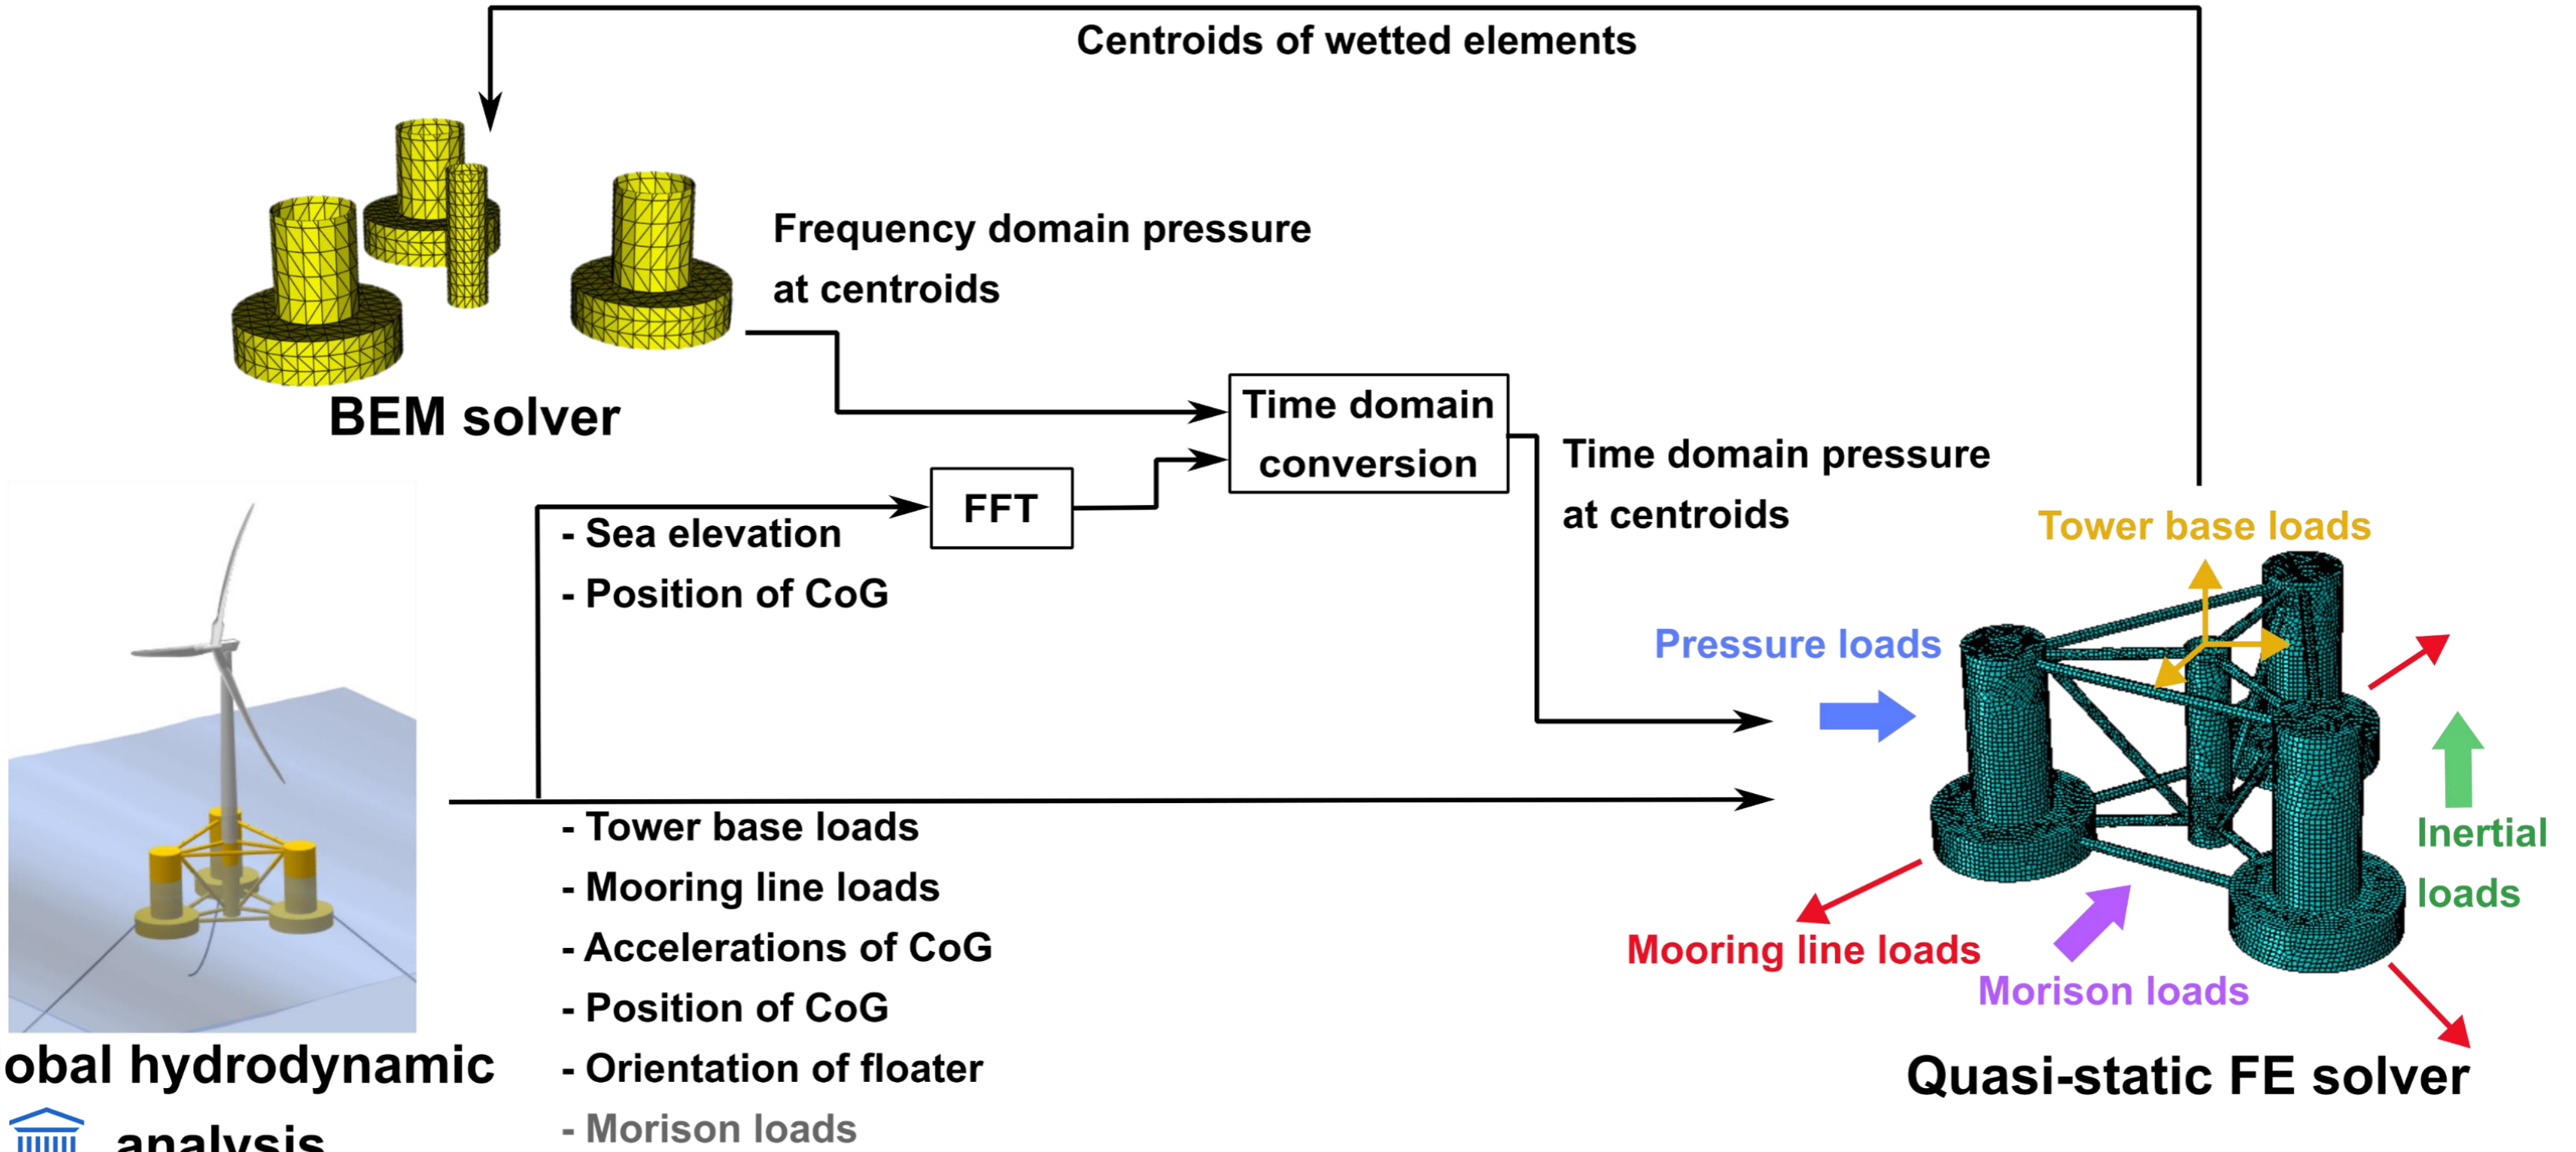 Centroids of wetted elements
Frequency domain pressure
at centroids
BEM solver
Time domain
conversion
FFT
- Sea elevation
- Position of CoG
Time domain pressure
at centroids
Tower base loads
Pressure loads
Inertial
loads
Mooring line loads
Morison loads
- Tower base loads
- Mooring line loads
- Accelerations of CoG
- Position of CoG
- Orientation of floater
- Morison loads
obal hydrodynamic
analysis
Quasi-static FE solver